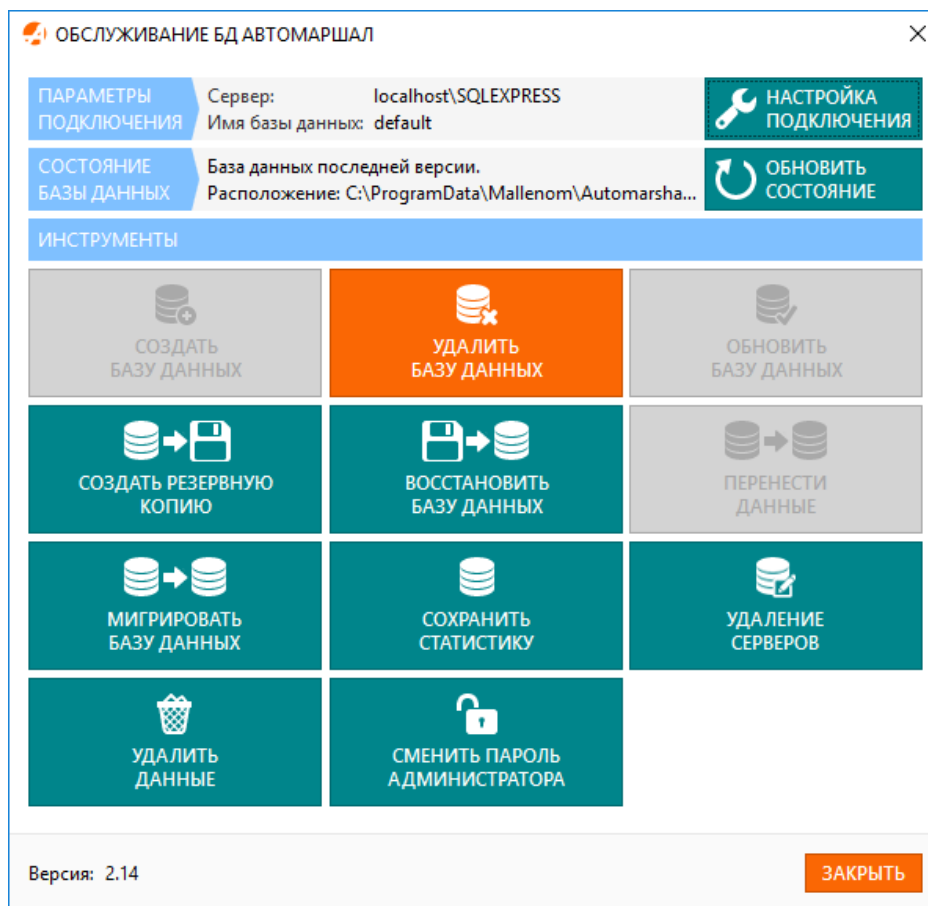 ОБСЛУЖИВАНИЕ БД АВТОМАРШАЛ
ПАРАМЕТРЫ
ПОДКЛЮЧЕНИЯ
Сервер: localhost\SQLEXPRESS
Имя базы данных: default
НАСТРОЙКА
ПОДКЛЮЧЕНИЯ
СОСТОЯНИЕ
БАЗЫ ДАННЫХ
База данных последней версии.
Расположение: C:\ProgramData\Mallenom\Automarsha...
ОБНОВИТЬ
СОСТОЯНИЕ
ИНСТРУМЕНТЫ
СОЗДАТЬ
БАЗУ ДАННЫХ
УДАЛИТЬ
БАЗУ ДАННЫХ
ОБНОВИТЬ
БАЗУ ДАННЫХ
СОЗДАТЬ РЕЗЕРВНУЮ
КОПИЮ
ВОССТАНОВИТЬ
БАЗУ ДАННЫХ
ПЕРЕНЕСТИ
ДАННЫЕ
МИГРИРОВАТЬ
БАЗУ ДАННЫХ
СОХРАНИТЬ
СТАТИСТИКУ
УДАЛЕНИЕ
СЕРВЕРОВ
УДАЛИТЬ
ДАННЫЕ
СМЕНИТЬ ПАРОЛЬ
АДМИНИСТРАТОРА
Версия: 2.14
ЗАКРЫТЬ